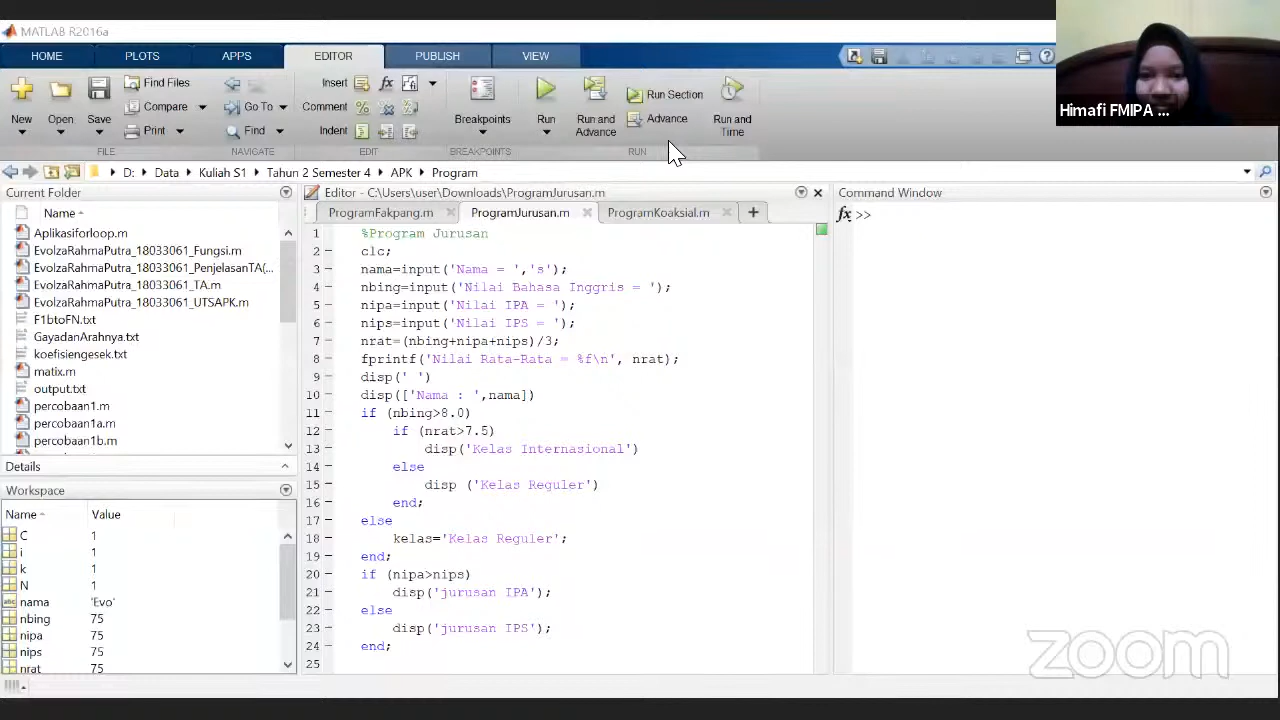 MATLAB R2016a
HOME PLOTS APPS EDITOR PUBLISH VIEW
Himafi FMIPA ...
New Open Save Find Files Compare Print
FILE
Go To Find
NAVIGATE
Insert fx
Comment
Indent
EDIT
Breakpoints
BREAKPOINTS
Run Run and Advance Run Section Advance Run and Time
RUN
D: Data Kuliah S1 Tahun 2 Semester 4 APK Program
Current Folder
Name
Aplikasiforloop.m
EvolzaRahmaPutra_18033061_Fungsi.m
EvolzaRahmaPutra_18033061_PenjelasanTA(...
EvolzaRahmaPutra_18033061_TA.m
EvolzaRahmaPutra_18033061_UTSAPK.m
F1btoFN.txt
GayadanArahnya.txt
koefisiengesek.txt
matix.m
output.txt
percobaan1.m
percobaan1a.m
percobaan1b.m
Details
Workspace
Name Value
C 1
i 1
k 1
N 1
nama 'Evo'
nbing 75
nipa 75
nips 75
nrat 75
Editor - C:\Users\user\Downloads\ProgramJurusan.m
ProgramFakpang.m ProgramJurusan.m ProgramKoaksial.m
1 %Program Jurusan
2 clc;
3 nama=input('Nama = ','s');
4 nbing=input('Nilai Bahasa Inggris = ');
5 nipa=input('Nilai IPA = ');
6 nips=input('Nilai IPS = ');
7 nrat=(nbing+nipa+nips)/3;
8 fprintf('Nilai Rata-Rata = %f\n', nrat);
9 disp(' ')
10 disp(['Nama : ',nama])
11 if (nbing>8.0)
12 if (nrat>7.5)
13 disp('Kelas Internasional')
14 else
15 disp ('Kelas Reguler')
16 end;
17 else
18 kelas='Kelas Reguler';
19 end;
20 if (nipa>nips)
21 disp('jurusan IPA');
22 else
23 disp('jurusan IPS');
24 end;
25
Command Window
fx >>
zoom